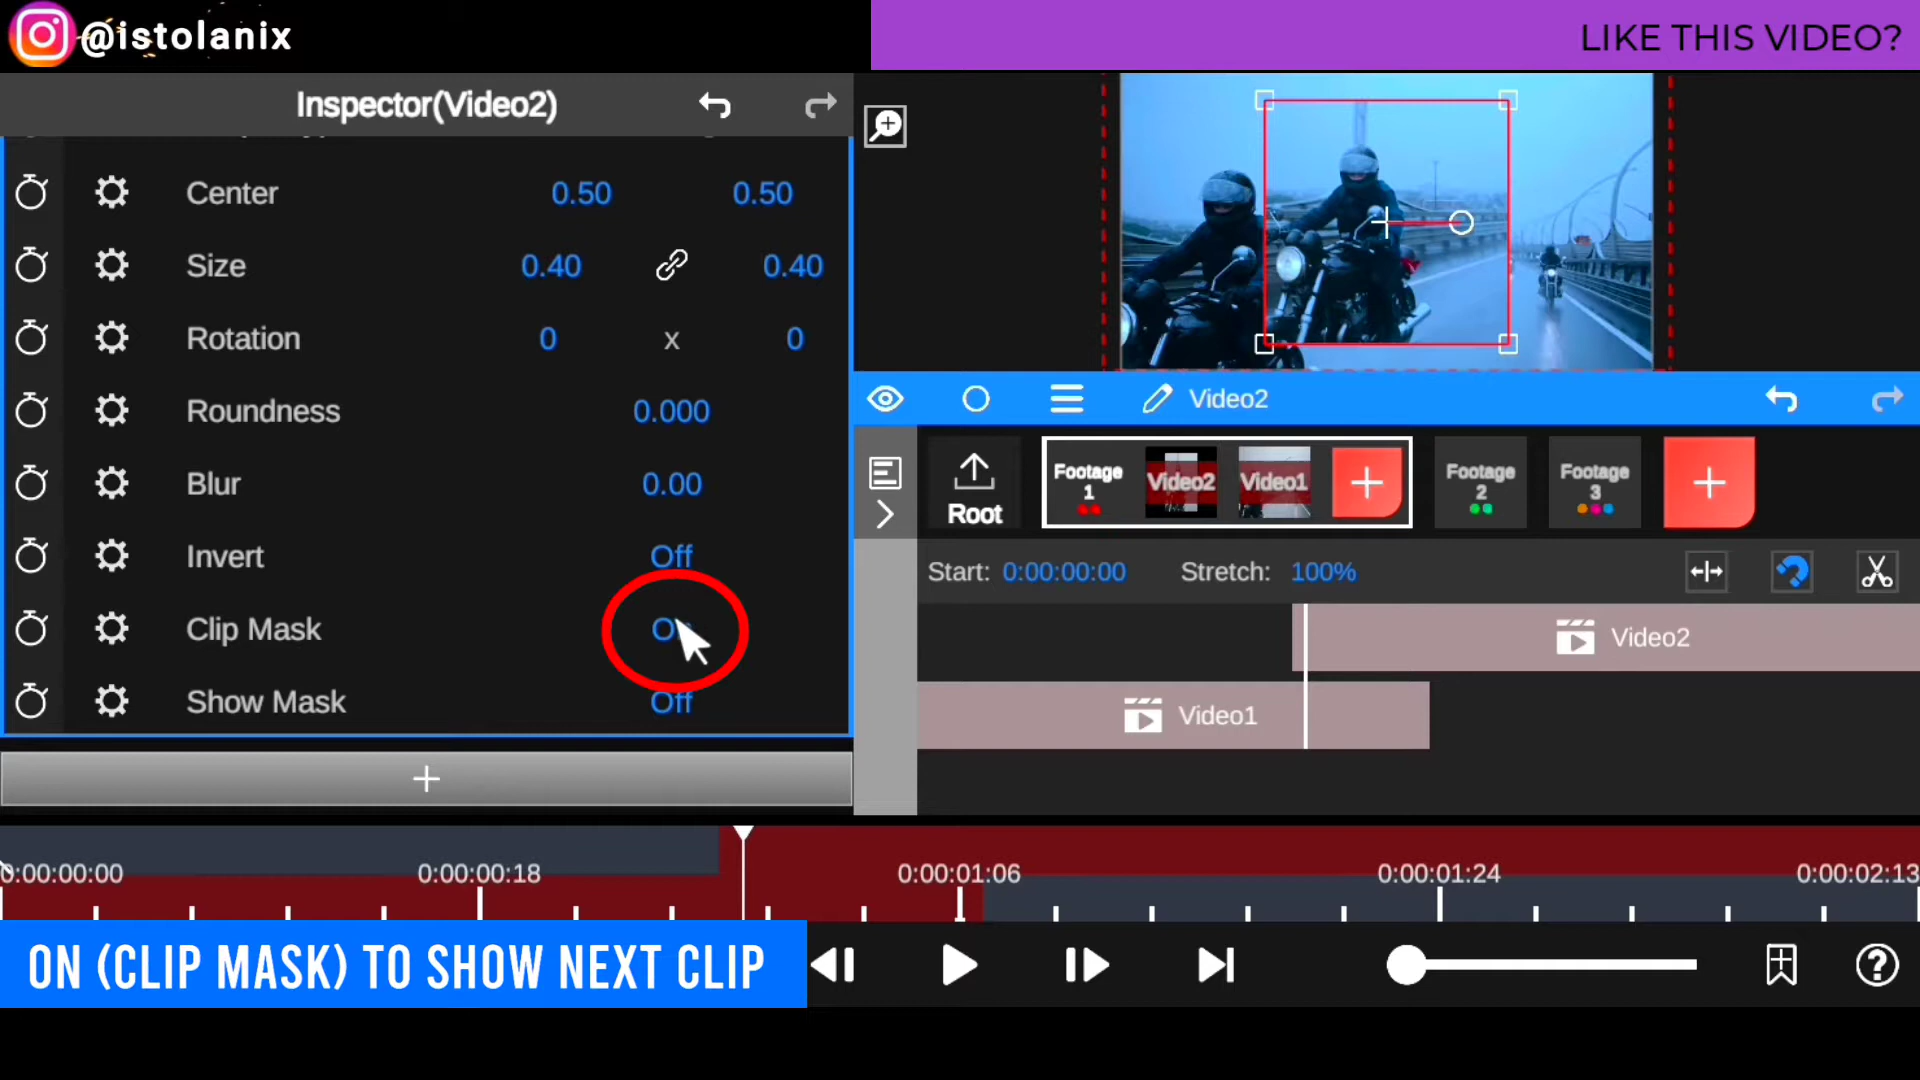 @istolanix
LIKE THIS VIDEO?
Inspector(Video2)
Center 0.50 0.50
Size 0.40 0.40
Rotation 0 x 0
Roundness 0.000
Blur 0.00
Invert Off
Clip Mask On
Show Mask Off
+
Video2
Root
Footage 1
Video2
Video1
+
Footage 2
Footage 3
+
Start: 0:00:00:00 Stretch: 100%
Video2
Video1
0:00:00:00 0:00:00:18 0:00:01:06 0:00:01:24 0:00:02:13
ON (CLIP MASK) TO SHOW NEXT CLIP